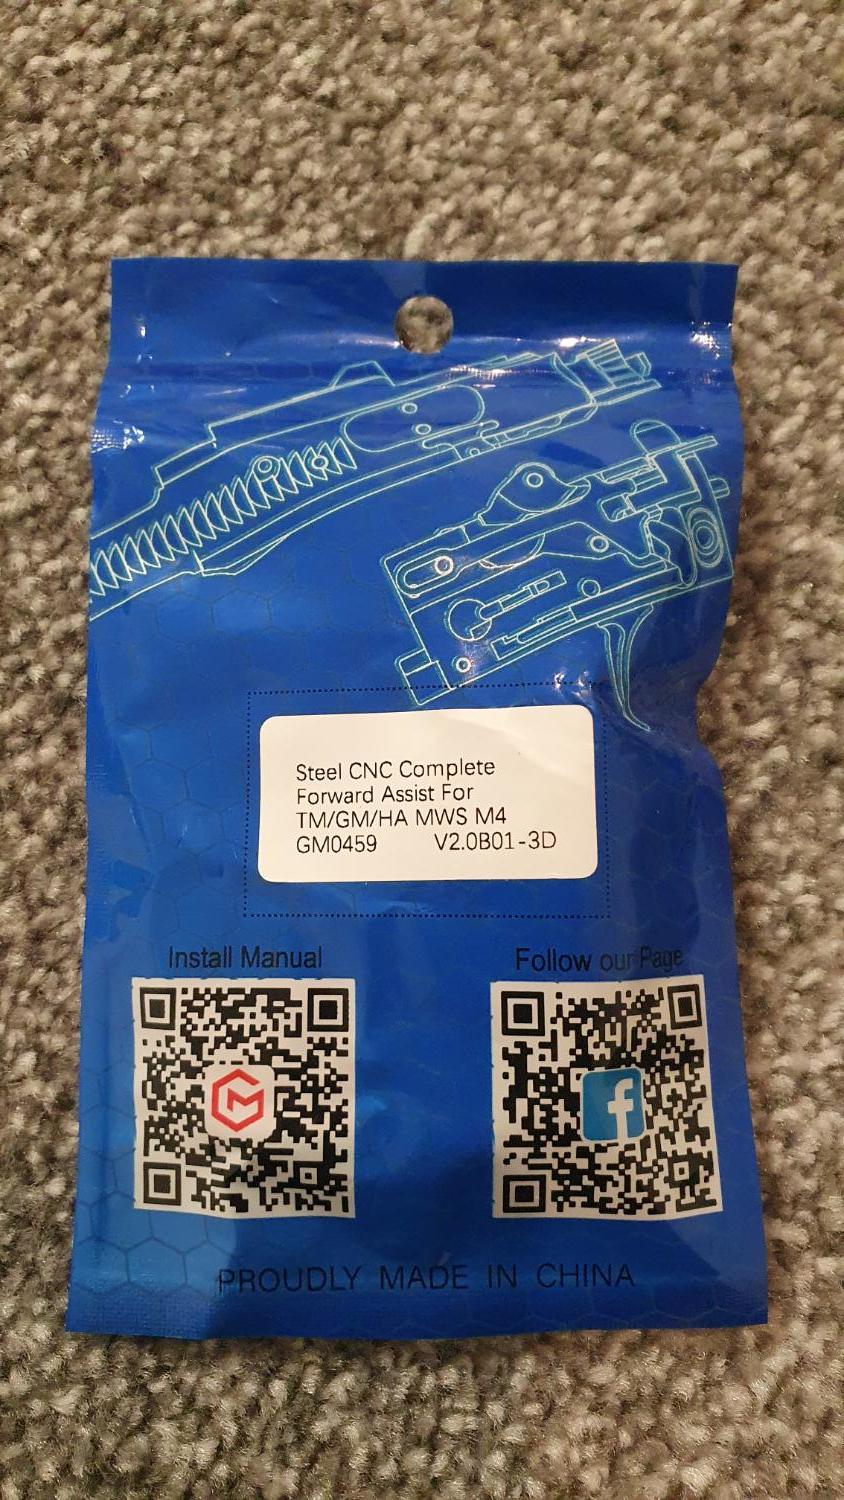 Steel CNC Complete
Forward Assist For
TM/GM/HA MWS M4
GM0459 V2.0B01-3D
Install Manual
Follow our Page
PROUDLY MADE IN CHINA